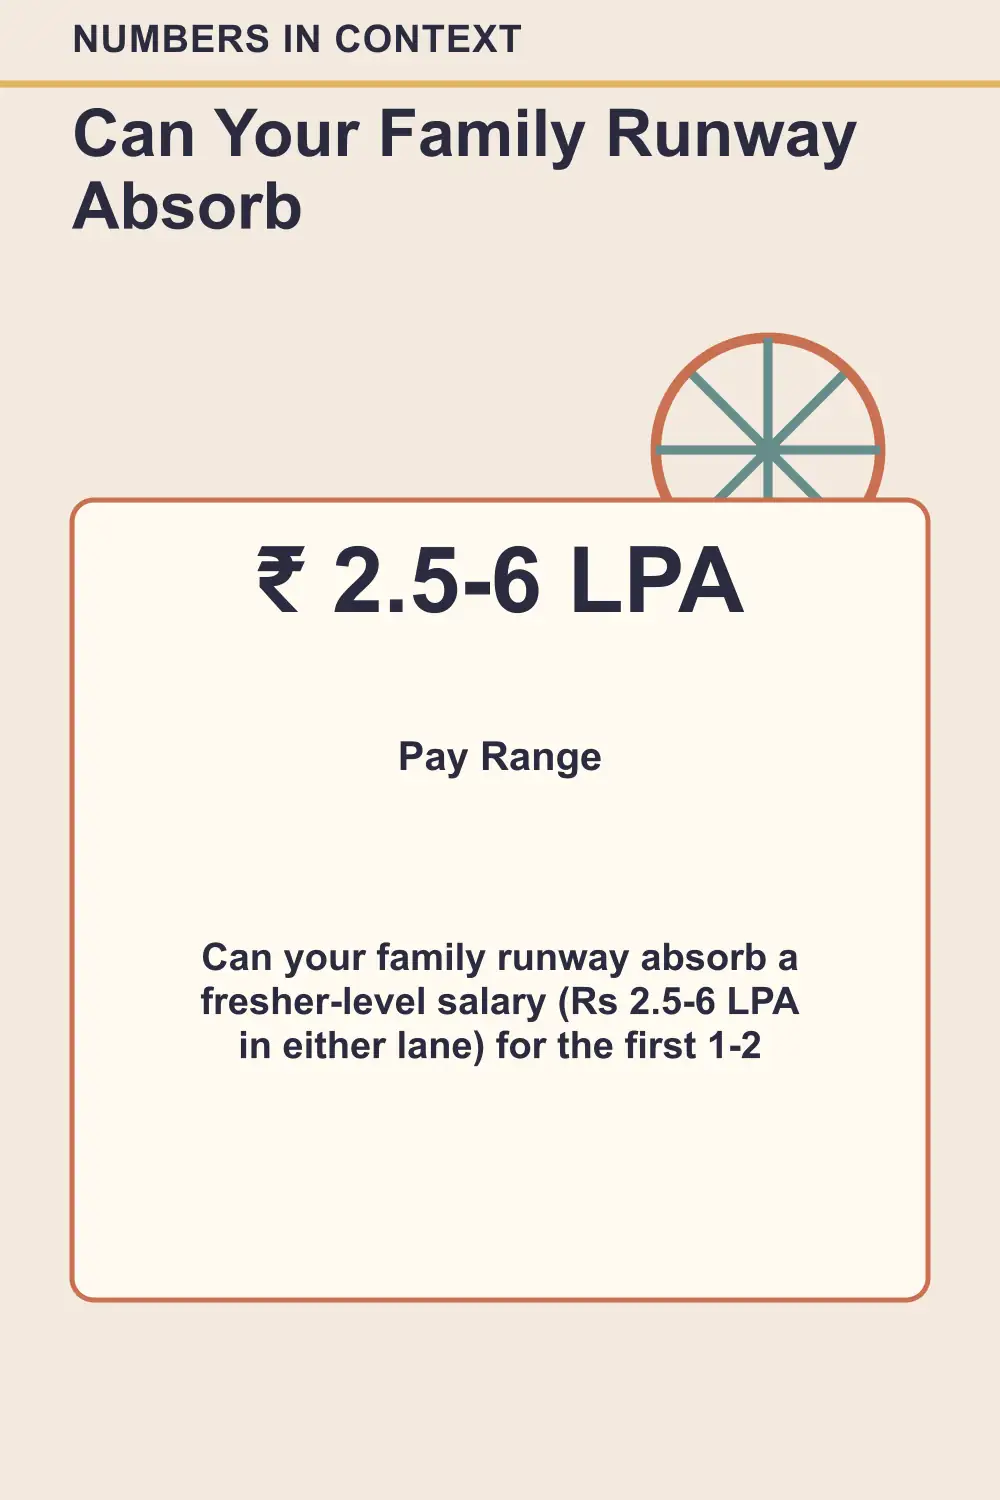 NUMBERS IN CONTEXT
Can Your Family Runway
Absorb
₹ 2.5-6 LPA
Pay Range
Can your family runway absorb a
fresher-level salary (Rs 2.5-6 LPA
in either lane) for the first 1-2